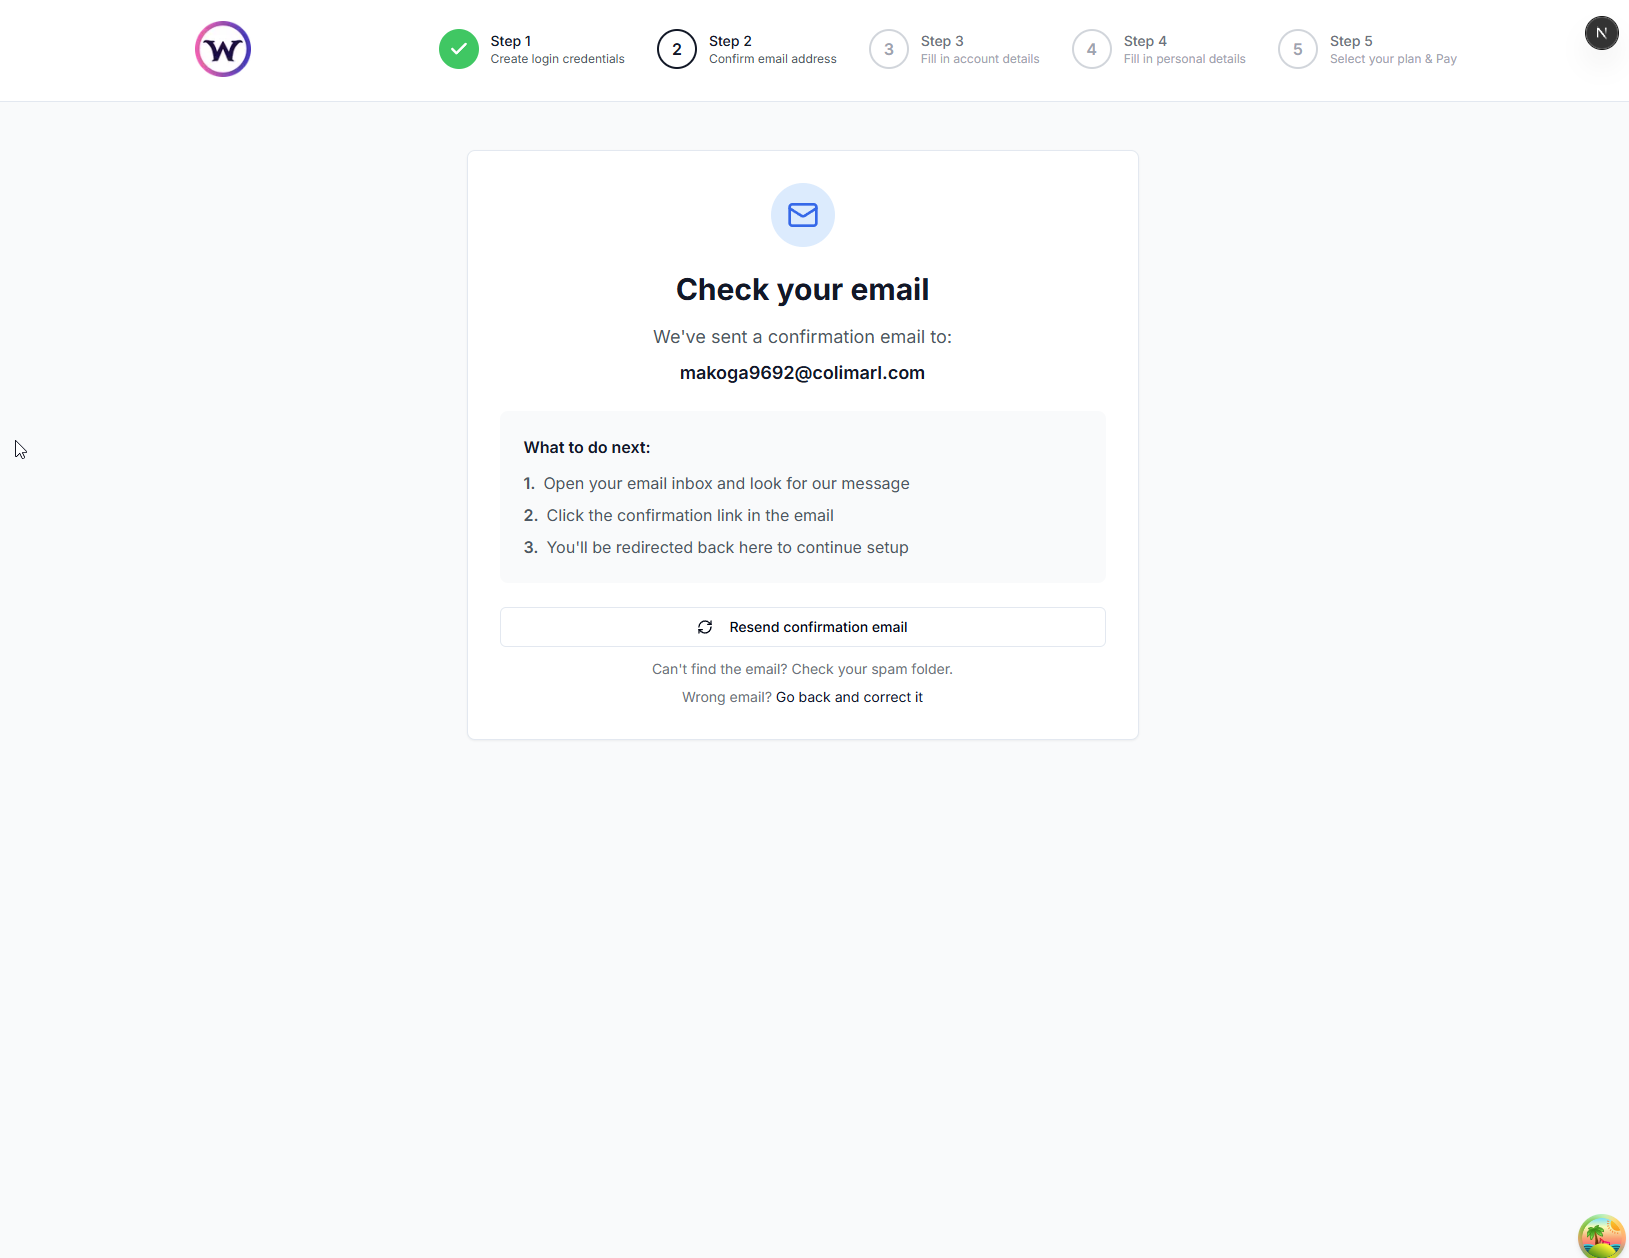 W
Step 1
Create login credentials
2
Step 2
Confirm email address
3
Step 3
Fill in account details
4
Step 4
Fill in personal details
5
Step 5
Select your plan & Pay
N
Check your email
We've sent a confirmation email to:
makoga9692@colimarl.com
What to do next:
1. Open your email inbox and look for our message
2. Click the confirmation link in the email
3. You'll be redirected back here to continue setup
Resend confirmation email
Can't find the email? Check your spam folder.
Wrong email? Go back and correct it